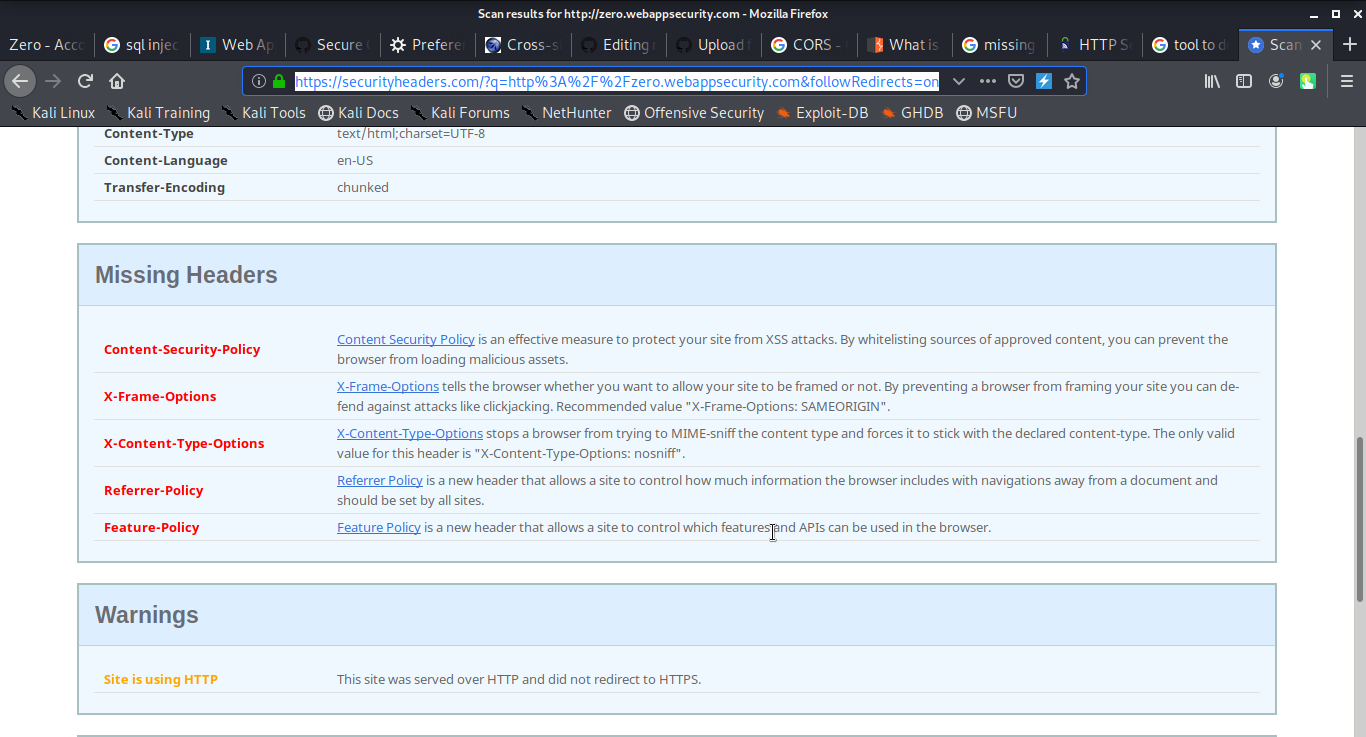 Scan results for http://zero.webappsecurity.com - Mozilla Firefox
Zero - Acc sql injec Web Ap Secure Prefere Cross-s Editing Upload CORS - What is missing HTTP S tool to d Scan
https://securityheaders.com/?q=http%3A%2F%2Fzero.webappsecurity.com&followRedirects=on
Kali Linux Kali Training Kali Tools Kali Docs Kali Forums NetHunter Offensive Security Exploit-DB GHDB MSFU
Content-Type text/html;charset=UTF-8
Content-Language en-US
Transfer-Encoding chunked
Missing Headers
Content-Security-Policy
Content Security Policy is an effective measure to protect your site from XSS attacks. By whitelisting sources of approved content, you can prevent the
browser from loading malicious assets.
X-Frame-Options
X-Frame-Options tells the browser whether you want to allow your site to be framed or not. By preventing a browser from framing your site you can de-
fend against attacks like clickjacking. Recommended value "X-Frame-Options: SAMEORIGIN".
X-Content-Type-Options
X-Content-Type-Options stops a browser from trying to MIME-sniff the content type and forces it to stick with the declared content-type. The only valid
value for this header is "X-Content-Type-Options: nosniff".
Referrer-Policy
Referrer Policy is a new header that allows a site to control how much information the browser includes with navigations away from a document and
should be set by all sites.
Feature-Policy Feature Policy is a new header that allows a site to control which features and APIs can be used in the browser.
Warnings
Site is using HTTP This site was served over HTTP and did not redirect to HTTPS.